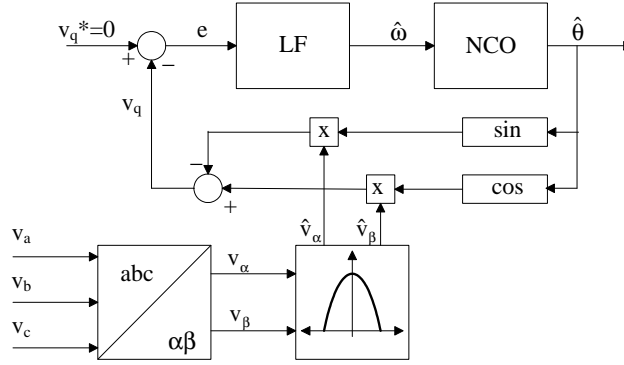 v_q*=0
+
−
e
LF
ω̂
NCO
θ̂
v_q
x
sin
−
+
x
cos
v̂_α
v̂_β
v_a
v_b
v_c
abc
αβ
v_α
v_β